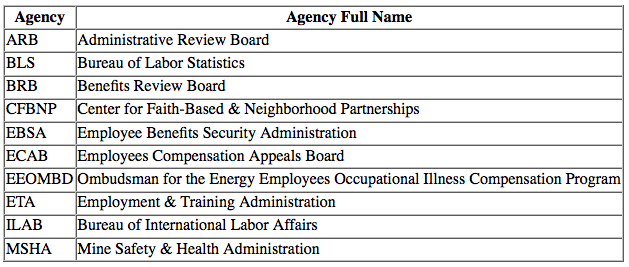 Agency Agency Full Name
ARB Administrative Review Board
BLS Bureau of Labor Statistics
BRB Benefits Review Board
CFBNP Center for Faith-Based & Neighborhood Partnerships
EBSA Employee Benefits Security Administration
ECAB Employees Compensation Appeals Board
EEOMBD Ombudsman for the Energy Employees Occupational Illness Compensation Program
ETA Employment & Training Administration
ILAB Bureau of International Labor Affairs
MSHA Mine Safety & Health Administration